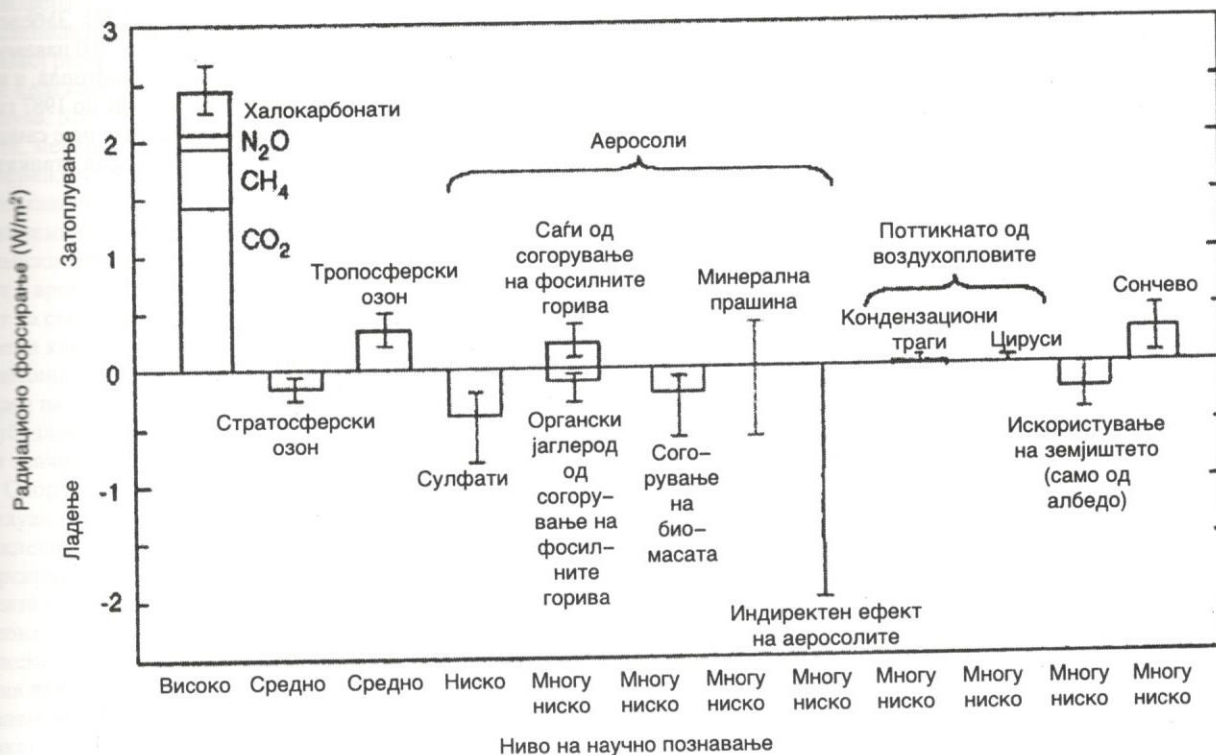 Радијационо форсирање (W/m²)
Затоплување
Ладење
3
2
1
0
-1
-2
Халокарбонати
N₂O
CH₄
CO₂
Стратосферски
озон
Тропосферски
озон
Сулфати
Аеросоли
Саѓи од
согорување
на фосилните
горива
Органски
јаглерод
од
согору–
вање на
фосил–
ните
горива
Сого–
рување
на
био–
масата
Минерална
прашина
Индиректен ефект
на аеросолите
Поттикнато од
воздухопловите
Кондензациони
траги
Цируси
Искористување
на земјиштето
(само од
албедо)
Сончево
Високо
Средно
Средно
Ниско
Многу
ниско
Многу
ниско
Многу
ниско
Многу
ниско
Многу
ниско
Многу
ниско
Многу
ниско
Многу
ниско
Ниво на научно познавање